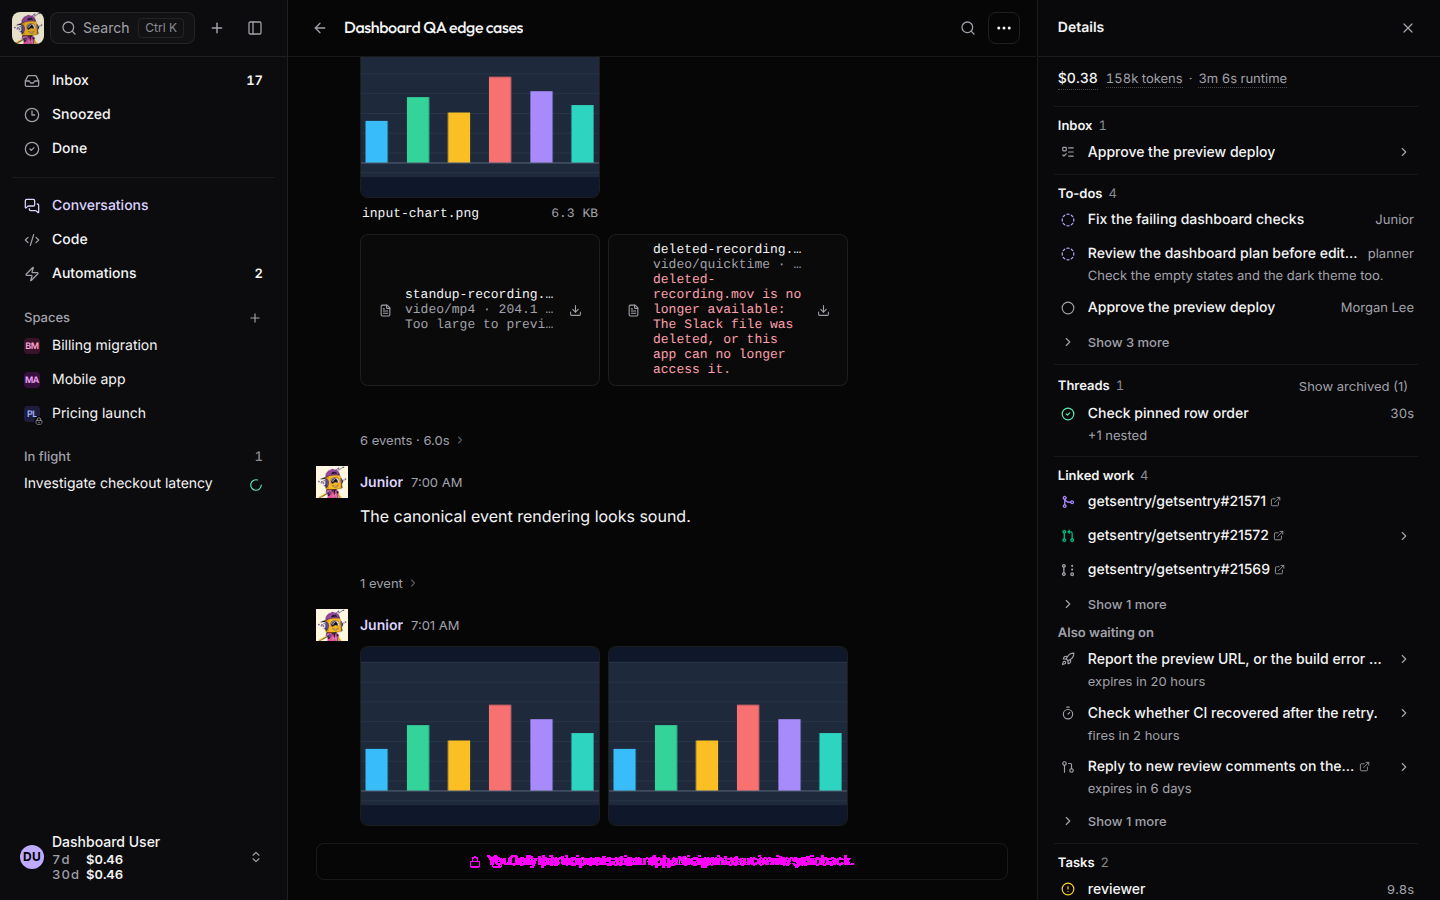 Search Ctrl K
Inbox 17
Snoozed
Done
Conversations
Code
Automations 2
Spaces
BM Billing migration
MA Mobile app
PL Pricing launch
In flight 1
Investigate checkout latency
DU Dashboard User
7d $0.46
30d $0.46
Dashboard QA edge cases
input-chart.png 6.3 KB
standup-recording.…
video/mp4 · 204.1 …
Too large to previ…
deleted-recording.…
video/quicktime · …
deleted-
recording.mov is no
longer available:
The Slack file was
deleted, or this
app can no longer
access it.
6 events · 6.0s
Junior 7:00 AM
The canonical event rendering looks sound.
1 event
Junior 7:01 AM
Details
$0.38 158k tokens · 3m 6s runtime
Inbox 1
Approve the preview deploy
To-dos 4
Fix the failing dashboard checks Junior
Review the dashboard plan before edit… planner
Check the empty states and the dark theme too.
Approve the preview deploy Morgan Lee
Show 3 more
Threads 1 Show archived (1)
Check pinned row order 30s
+1 nested
Linked work 4
getsentry/getsentry#21571
getsentry/getsentry#21572
getsentry/getsentry#21569
Show 1 more
Also waiting on
Report the preview URL, or the build error …
expires in 20 hours
Check whether CI recovered after the retry.
fires in 2 hours
Reply to new review comments on the…
expires in 6 days
Show 1 more
Tasks 2
reviewer 9.8s